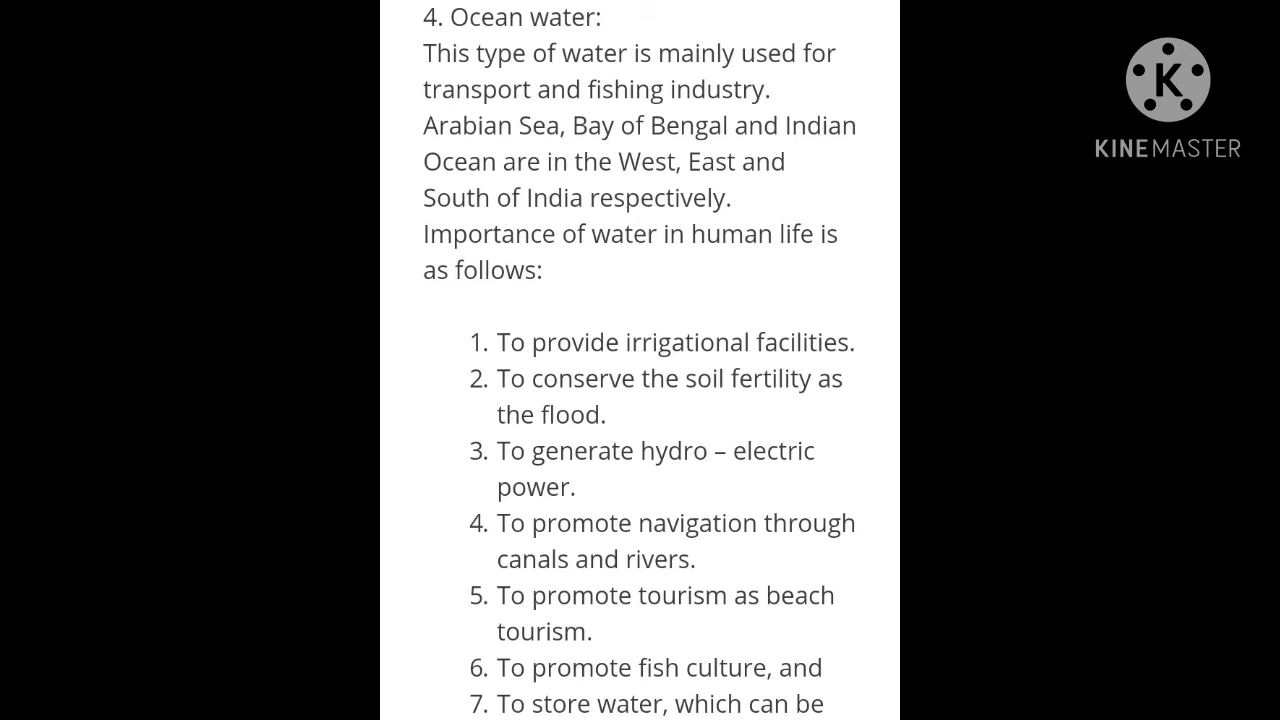 4. Ocean water:
This type of water is mainly used for
transport and fishing industry.
Arabian Sea, Bay of Bengal and Indian
Ocean are in the West, East and
South of India respectively.
Importance of water in human life is
as follows:
1. To provide irrigational facilities.
2. To conserve the soil fertility as
the flood.
3. To generate hydro – electric
power.
4. To promote navigation through
canals and rivers.
5. To promote tourism as beach
tourism.
6. To promote fish culture, and
7. To store water, which can be
K
KINEMASTER